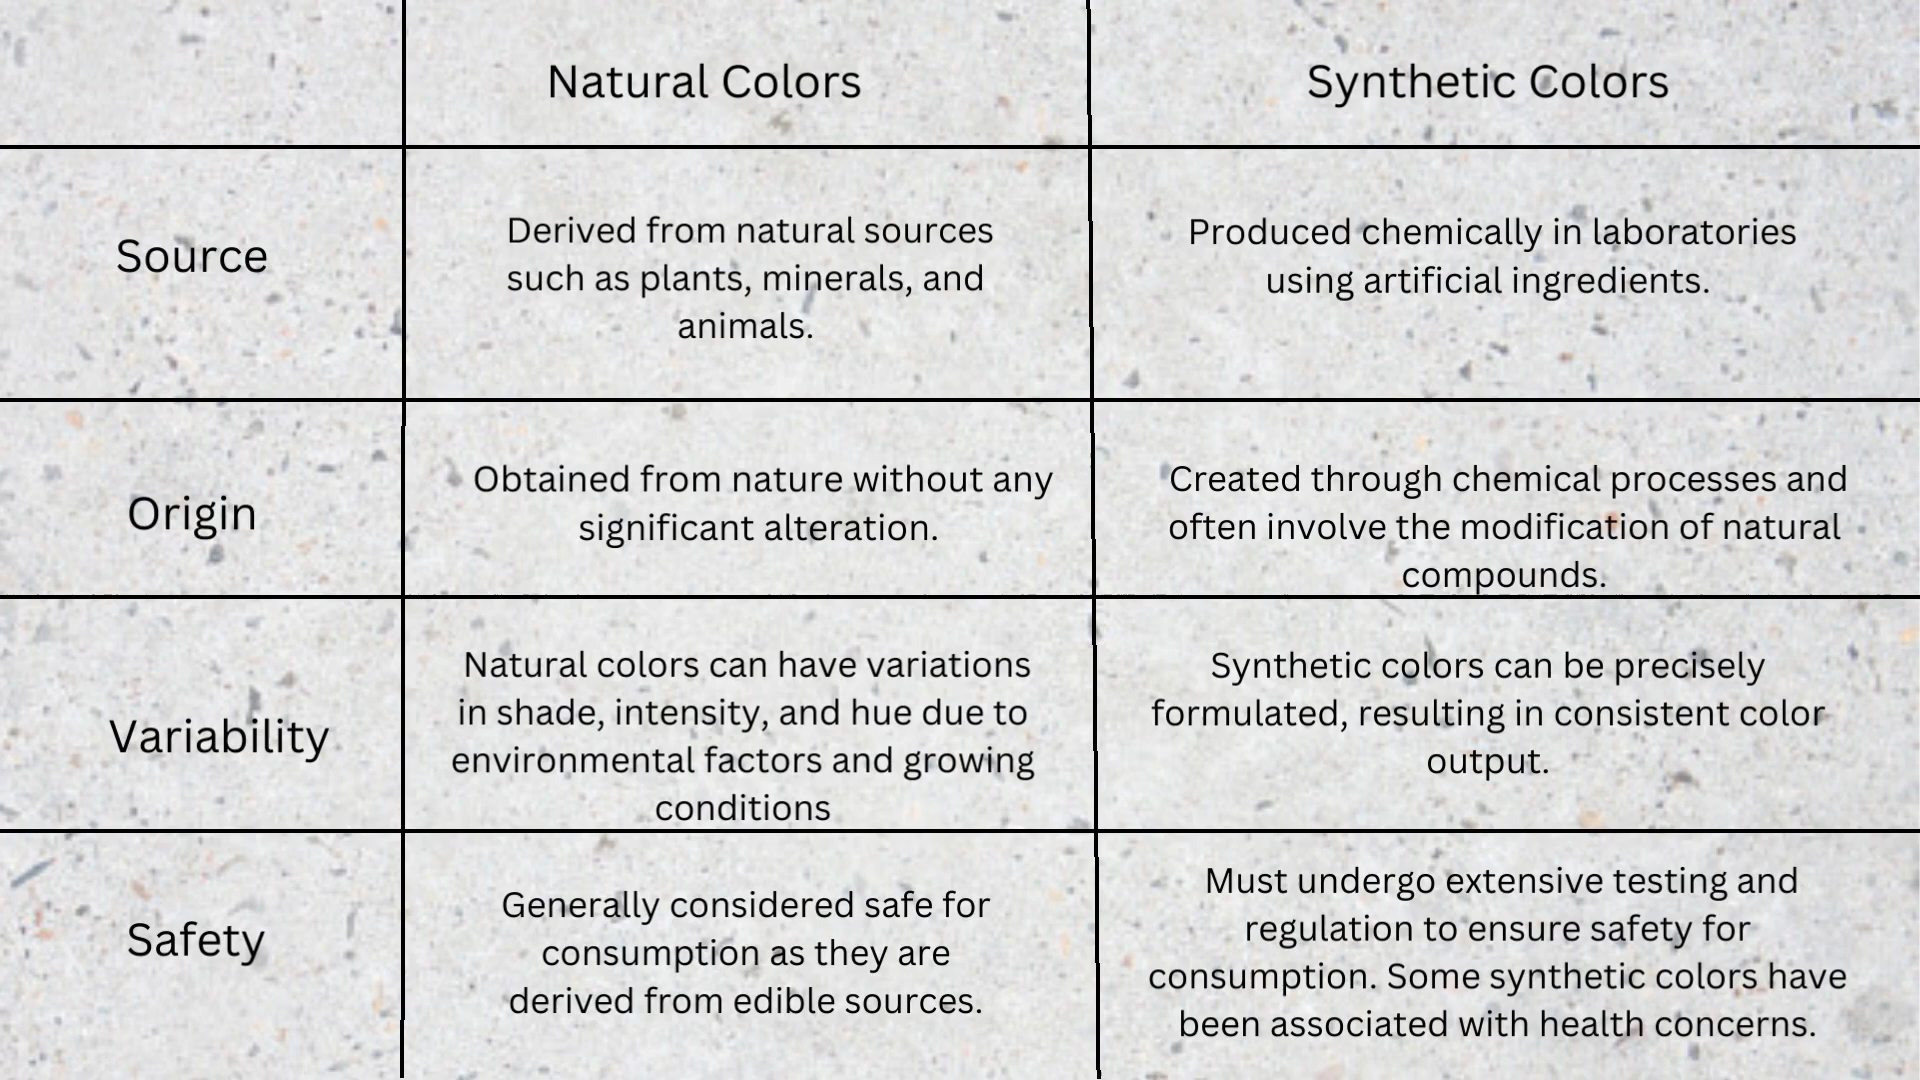 Natural Colors
Synthetic Colors
Source
Derived from natural sources
such as plants, minerals, and
animals.
Produced chemically in laboratories
using artificial ingredients.
Origin
Obtained from nature without any
significant alteration.
Created through chemical processes and
often involve the modification of natural
compounds.
Variability
Natural colors can have variations
in shade, intensity, and hue due to
environmental factors and growing
conditions
Synthetic colors can be precisely
formulated, resulting in consistent color
output.
Safety
Generally considered safe for
consumption as they are
derived from edible sources.
Must undergo extensive testing and
regulation to ensure safety for
consumption. Some synthetic colors have
been associated with health concerns.